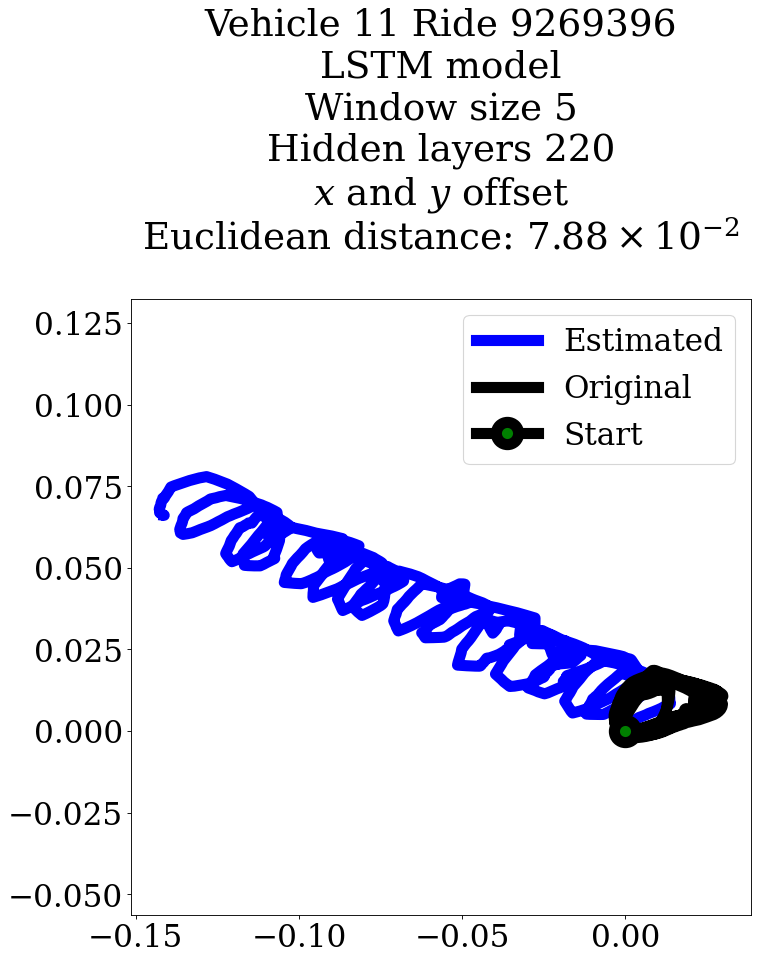 Vehicle 11 Ride 9269396
LSTM model
Window size 5
Hidden layers 220
x and y offset
Euclidean distance: 7.88 × 10⁻²
Estimated
Original
Start
0.125
0.100
0.075
0.050
0.025
0.000
−0.025
−0.050
−0.15 −0.10 −0.05 0.00